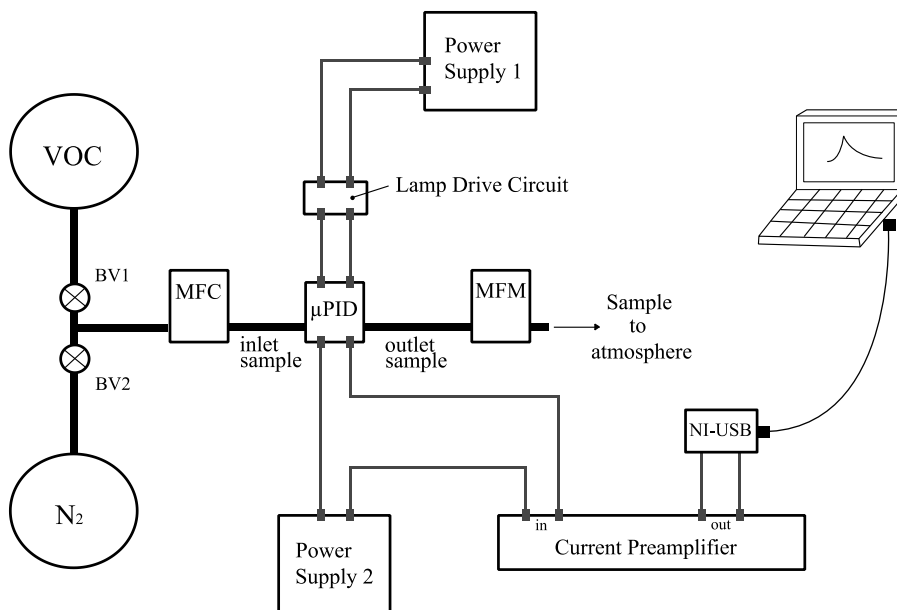 Power
Supply 1
VOC
Lamp Drive Circuit
BV1
MFC
µPID
MFM
Sample
to
atmosphere
inlet
sample
outlet
sample
BV2
NI-USB
N₂
in
out
Current Preamplifier
Power
Supply 2